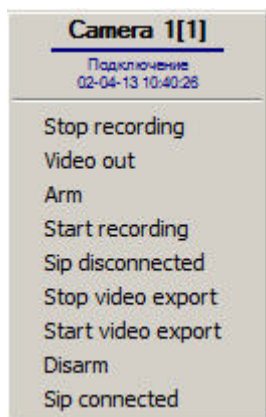 Camera 1[1]
Подключение
02-04-13 10:40:26
Stop recording
Video out
Arm
Start recording
Sip disconnected
Stop video export
Start video export
Disarm
Sip connected